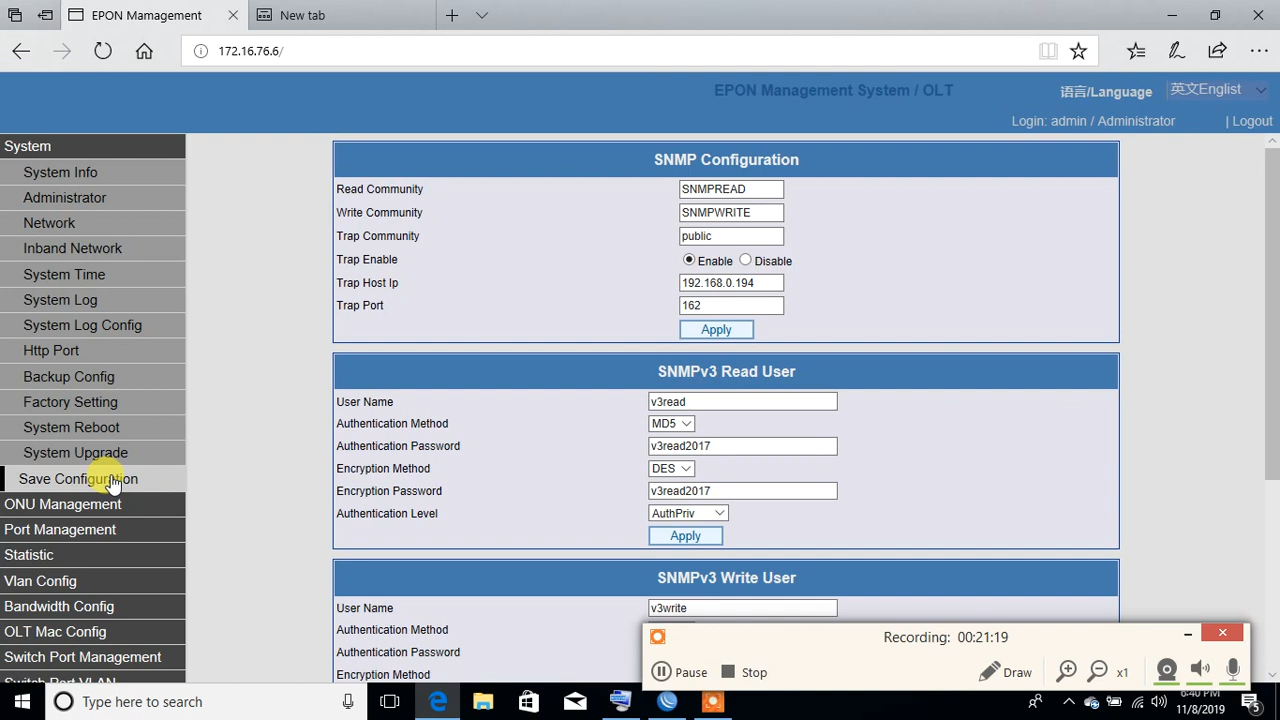 EPON Mamagement
New tab
172.16.76.6/
EPON Management System / OLT
语言/Language
英文Englist
Login: admin / Administrator
| Logout
System
System Info
Administrator
Network
Inband Network
System Time
System Log
System Log Config
Http Port
Backup Config
Factory Setting
System Reboot
System Upgrade
Save Configuration
ONU Management
Port Management
Statistic
Vlan Config
Bandwidth Config
OLT Mac Config
Switch Port Management
Switch Port VLAN
SNMP Configuration
Read Community SNMPREAD
Write Community SNMPWRITE
Trap Community public
Trap Enable Enable Disable
Trap Host Ip 192.168.0.194
Trap Port 162
Apply
SNMPv3 Read User
User Name v3read
Authentication Method MD5
Authentication Password v3read2017
Encryption Method DES
Encryption Password v3read2017
Authentication Level AuthPriv
Apply
SNMPv3 Write User
User Name v3write
Authentication Method
Authentication Password
Encryption Method
Recording: 00:21:19
Pause Stop Draw x1
Type here to search
6:40 PM
11/8/2019
5